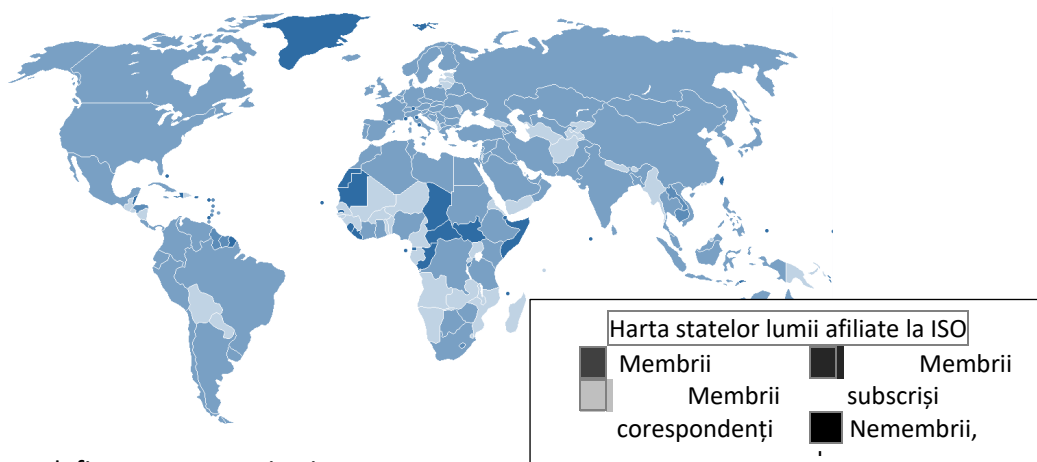 Harta statelor lumii afiliate la ISO
Membrii
Membrii
corespondenți
Membrii
subscriși
Nemembrii,